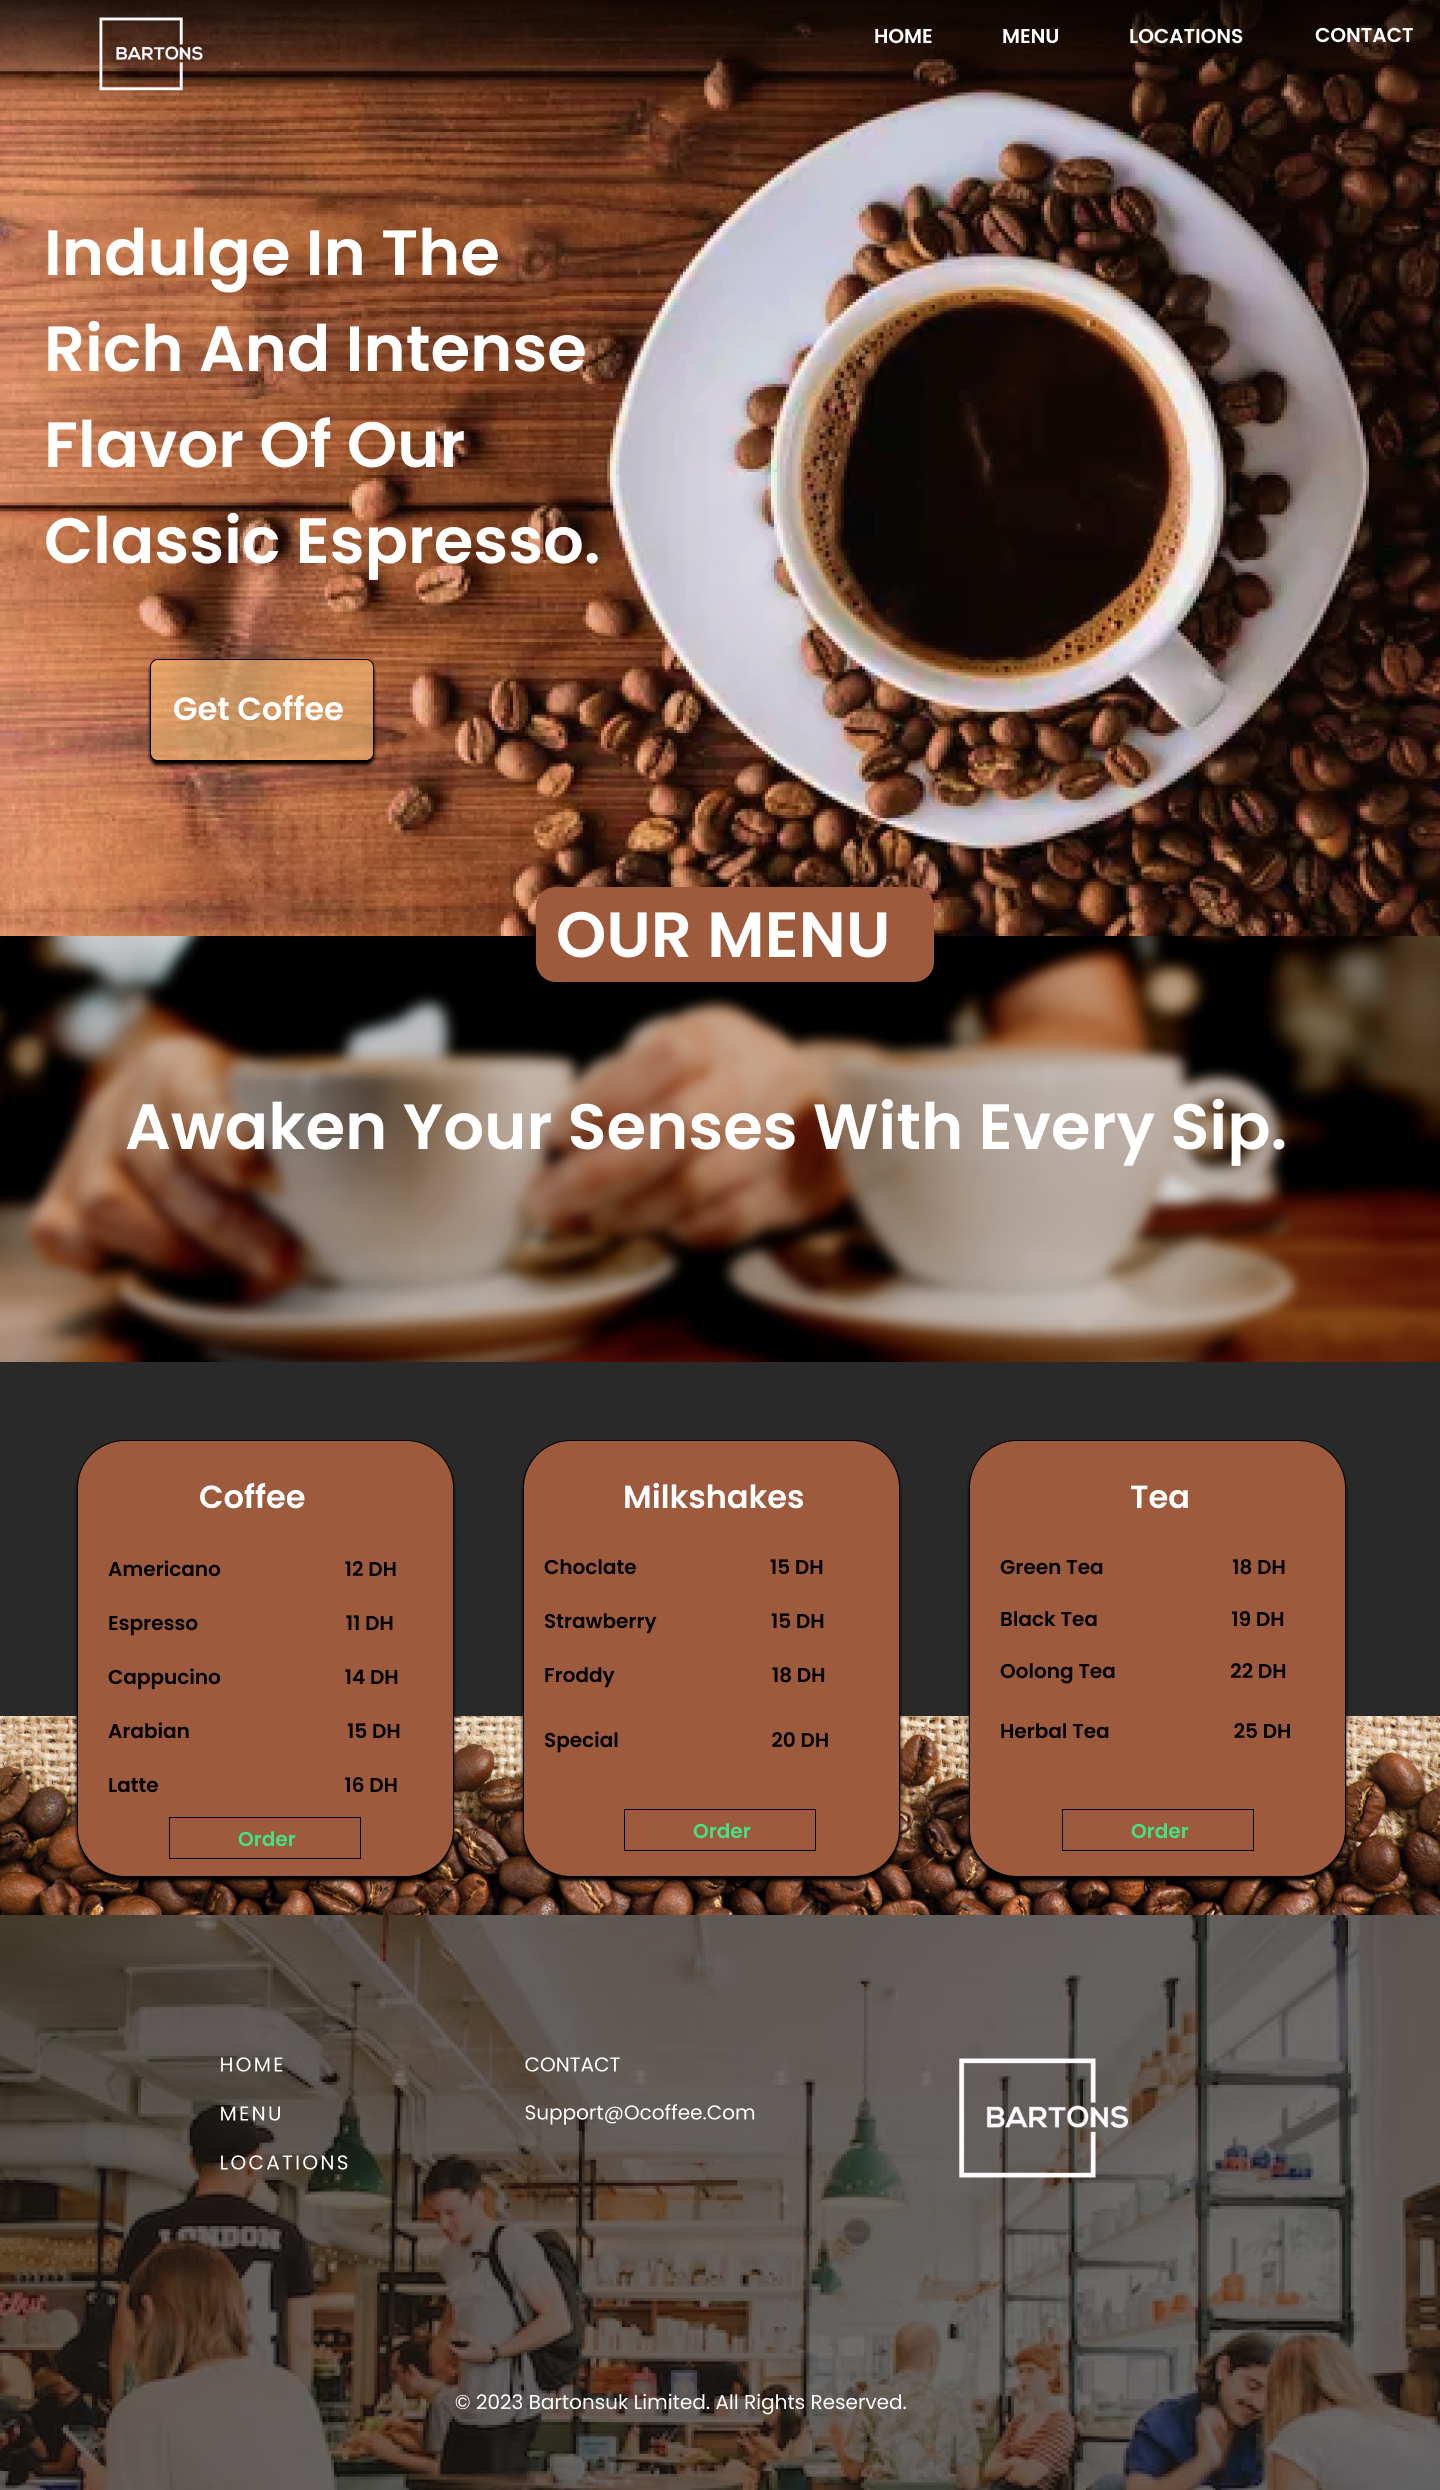 BARTONS
HOME MENU LOCATIONS CONTACT
Indulge In The
Rich And Intense
Flavor Of Our
Classic Espresso.
Get Coffee
OUR MENU
Awaken Your Senses With Every Sip.
Coffee
Americano 12 DH
Espresso 11 DH
Cappucino 14 DH
Arabian 15 DH
Latte 16 DH
Order
Milkshakes
Choclate 15 DH
Strawberry 15 DH
Froddy 18 DH
Special 20 DH
Order
Tea
Green Tea 18 DH
Black Tea 19 DH
Oolong Tea 22 DH
Herbal Tea 25 DH
Order
HOME
MENU
LOCATIONS
CONTACT
Support@Ocoffee.Com
BARTONS
LONDON
© 2023 Bartonsuk Limited. All Rights Reserved.